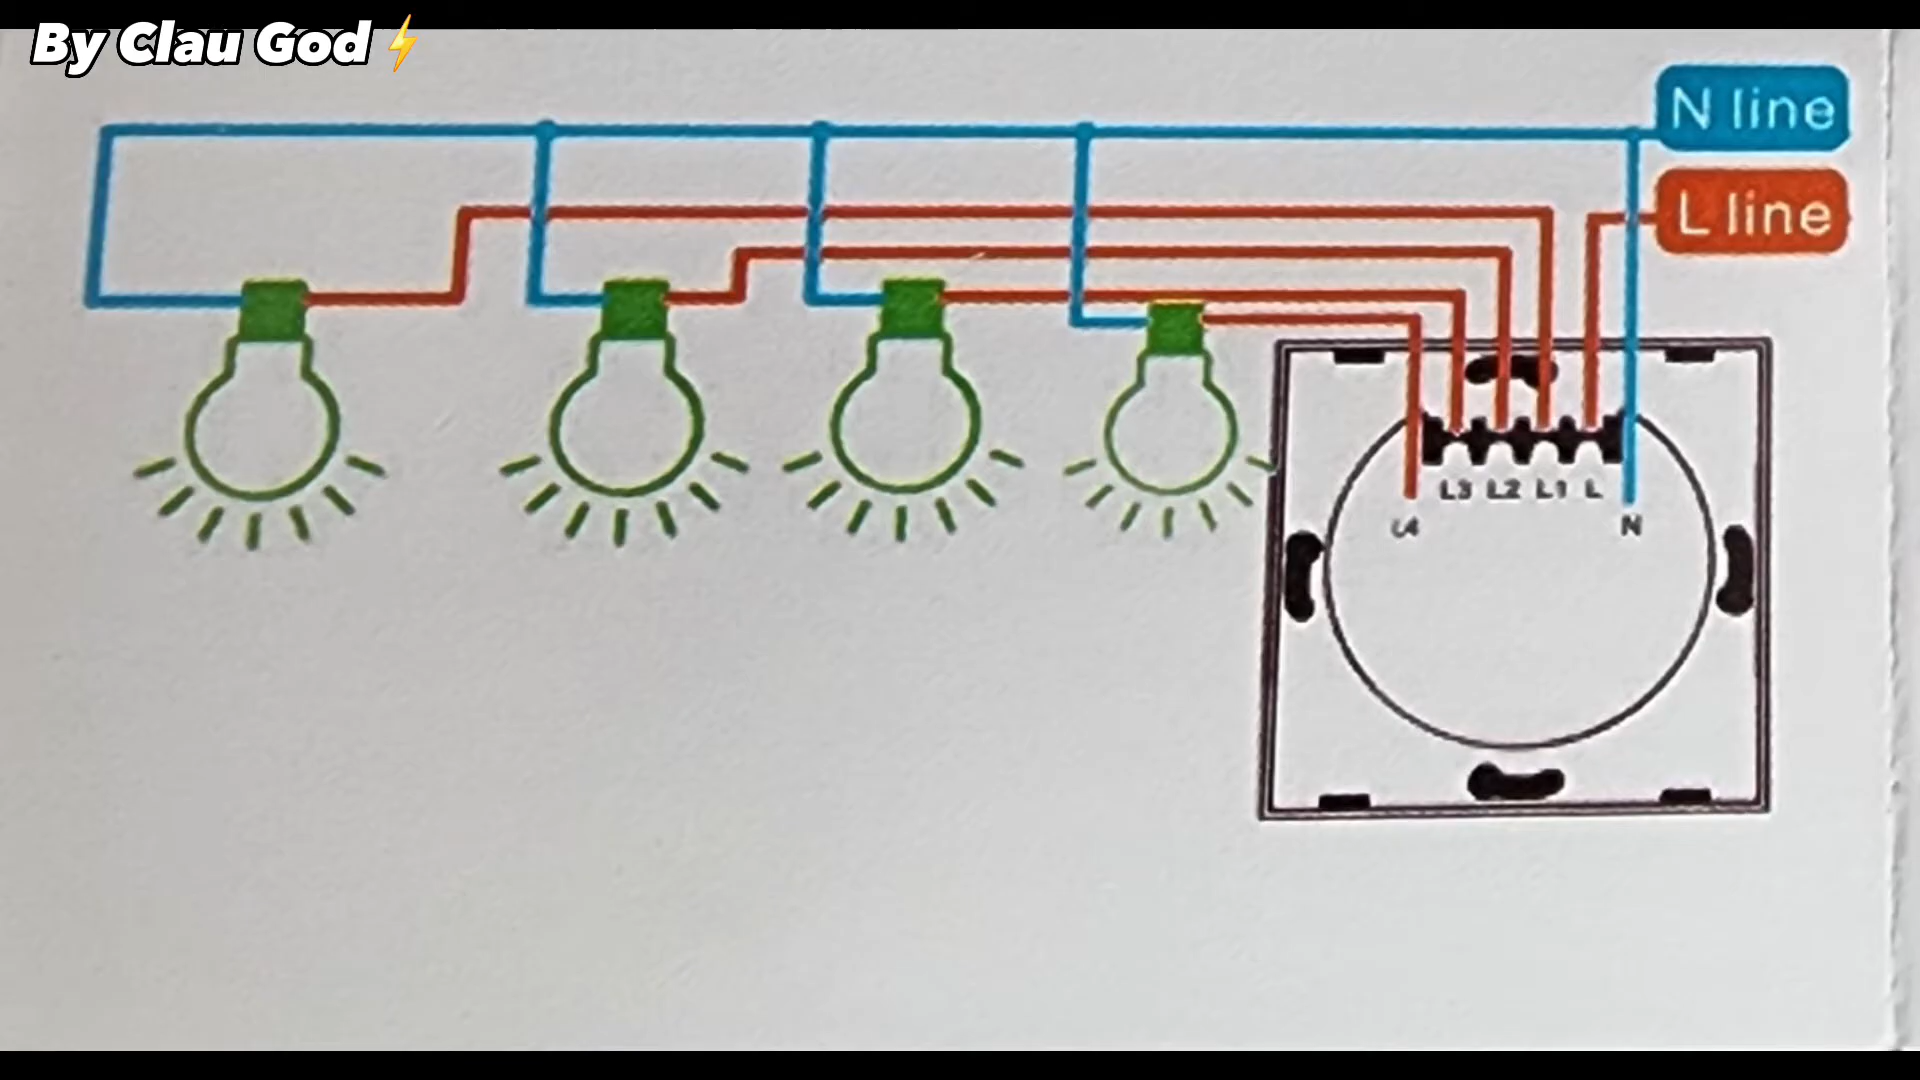 By Clau God⚡
N line
L line
L3 L2 L1 L
L4 N